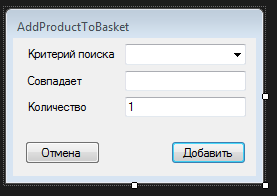 AddProductToBasket
Критерий поиска
Совпадает
Количество 1
Отмена Добавить